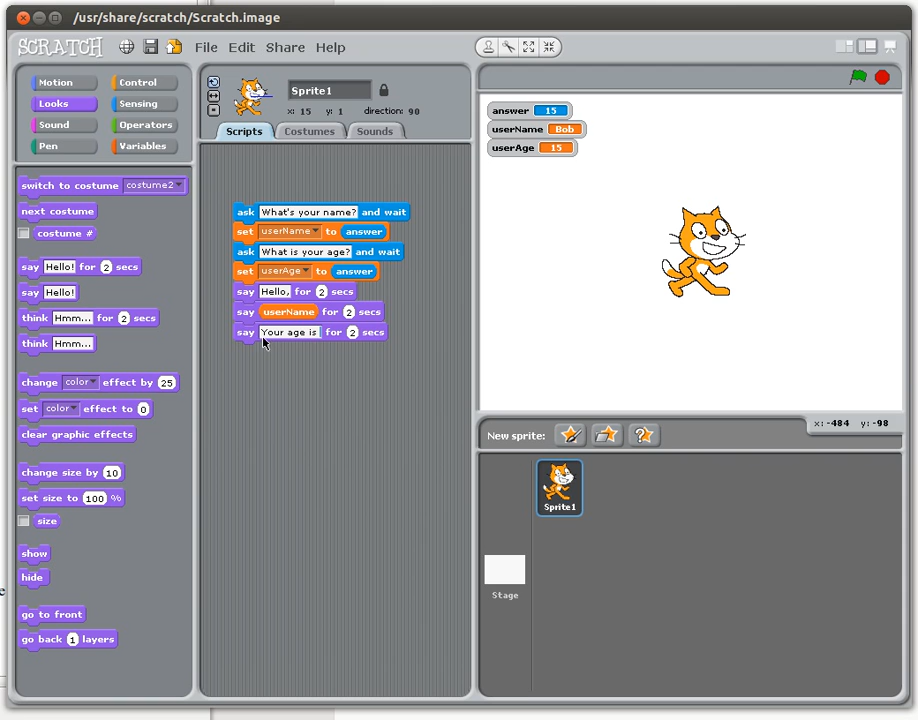 /usr/share/scratch/Scratch.image
SCRATCH File Edit Share Help
Motion Control
Looks Sensing
Sound Operators
Pen Variables
switch to costume costume2
next costume
costume #
say Hello! for 2 secs
say Hello!
think Hmm... for 2 secs
think Hmm...
change color effect by 25
set color effect to 0
clear graphic effects
change size by 10
set size to 100 %
size
show
hide
go to front
go back 1 layers
Sprite1
x: 15 y: 1 direction: 90
Scripts Costumes Sounds
ask What's your name? and wait
set userName to answer
ask What is your age? and wait
set userAge to answer
say Hello, for 2 secs
say userName for 2 secs
say Your age is for 2 secs
answer 15
userName Bob
userAge 15
x: -484 y: -98
New sprite:
Sprite1
Stage